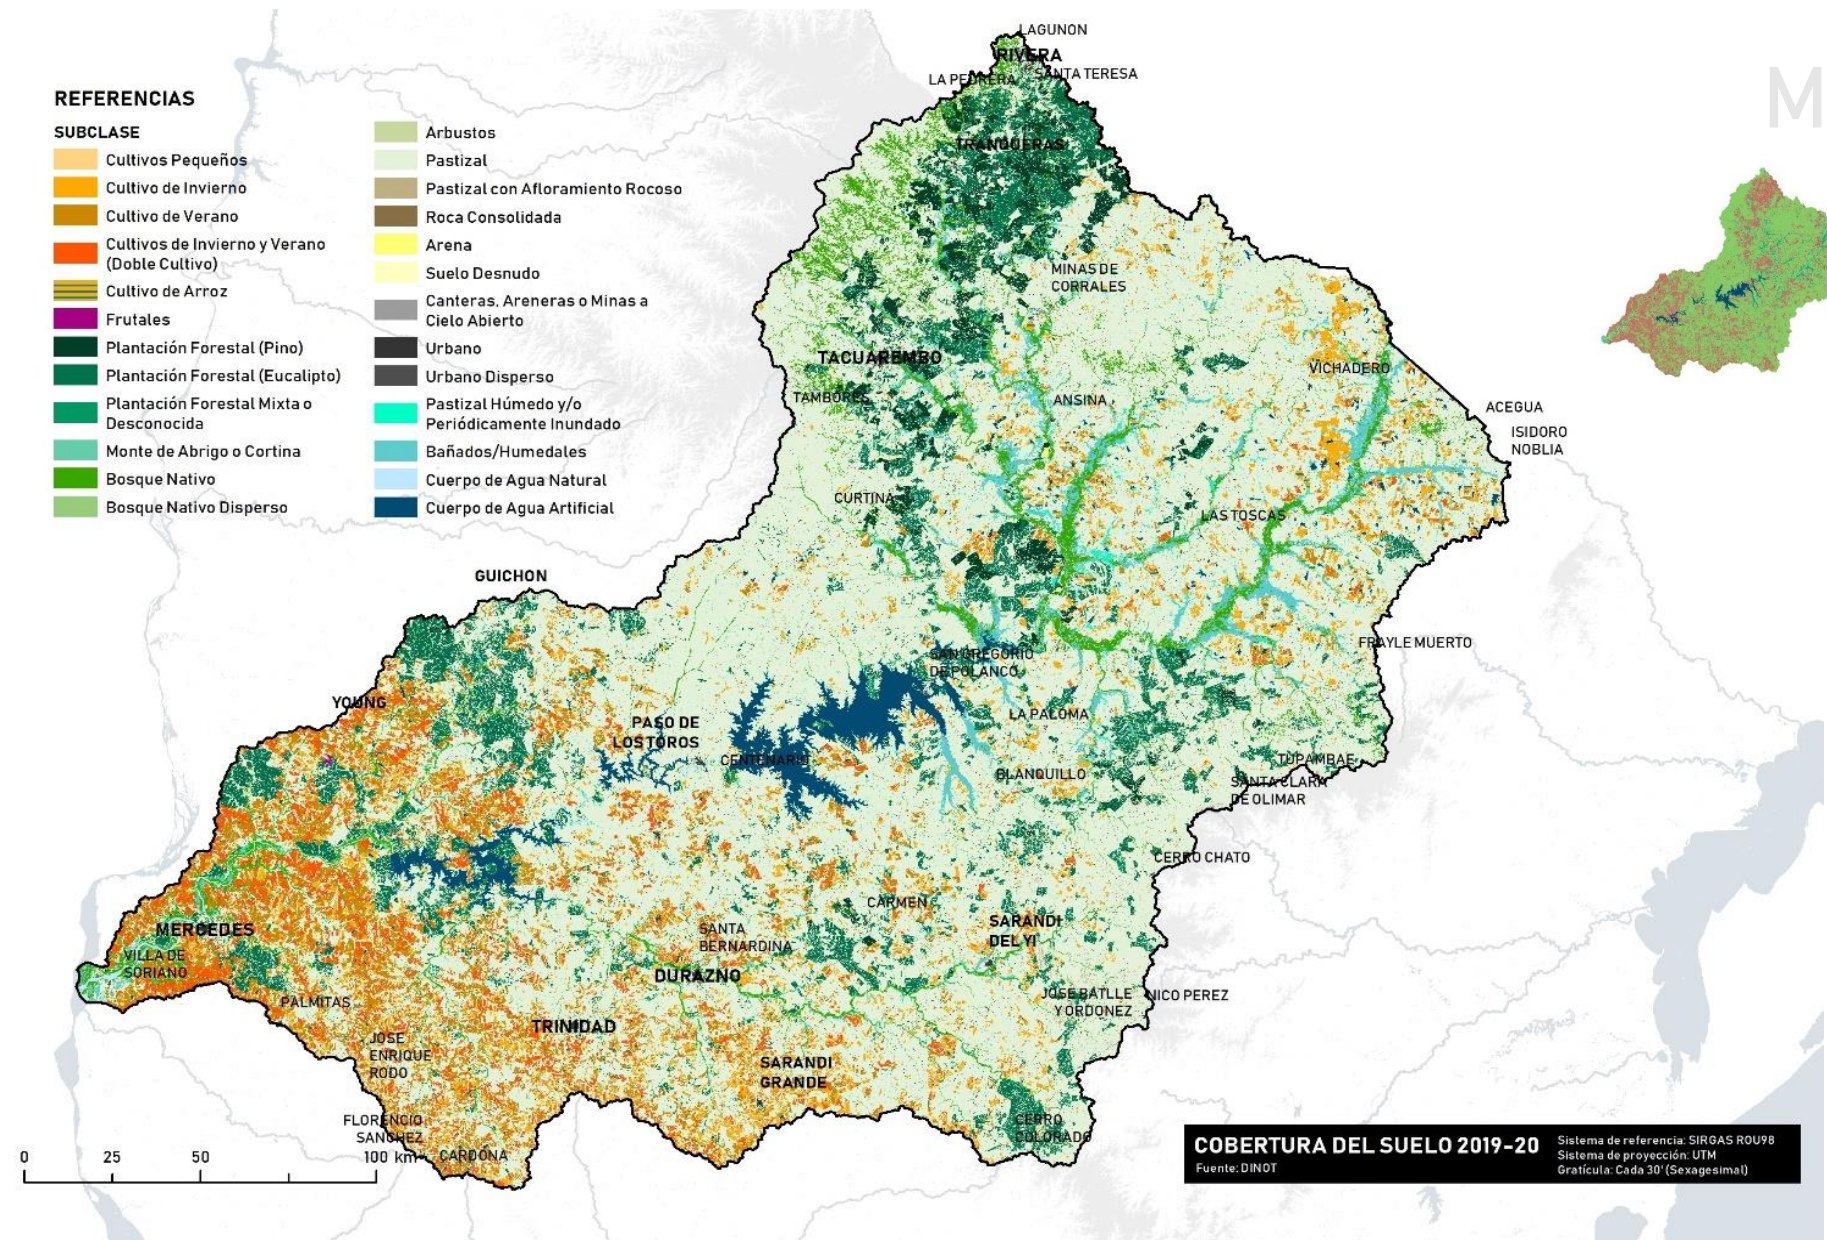 M
REFERENCIAS
SUBCLASE
Cultivos Pequeños
Cultivo de Invierno
Cultivo de Verano
Cultivos de Invierno y Verano
(Doble Cultivo)
Cultivo de Arroz
Frutales
Plantación Forestal (Pino)
Plantación Forestal (Eucalipto)
Plantación Forestal Mixta o
Desconocida
Monte de Abrigo o Cortina
Bosque Nativo
Bosque Nativo Disperso
Arbustos
Pastizal
Pastizal con Afloramiento Rocoso
Roca Consolidada
Arena
Suelo Desnudo
Canteras, Areneras o Minas a
Cielo Abierto
Urbano
Urbano Disperso
Pastizal Húmedo y/o
Periódicamente Inundado
Bañados/Humedales
Cuerpo de Agua Natural
Cuerpo de Agua Artificial
LAGUNON
RIVERA
LA PEDRERA
SANTA TERESA
TRANQUERAS
MINAS DE
CORRALES
TACUAREMBO
VICHADERO
TAMBORES
ANSINA
ACEGUA
ISIDORO
NOBLIA
CURTINA
LAS TOSCAS
GUICHON
FRAYLE MUERTO
SAN GREGORIO
DE POLANCO
YOUNG
PASO DE
LOS TOROS
LA PALOMA
CENTENARIO
BLANQUILLO
TUPAMBAE
SANTA CLARA
DE OLIMAR
CERRO CHATO
CARMEN
SARANDI
DEL YI
MERCEDES
SANTA
BERNARDINA
VILLA DE
SORIANO
DURAZNO
PALMITAS
JOSE BATLLE
Y ORDONEZ
NICO PEREZ
TRINIDAD
JOSE
ENRIQUE
RODO
SARANDI
GRANDE
FLORENCIO
SANCHEZ
CERRO
COLORADO
CARDONA
0 25 50 100 km
COBERTURA DEL SUELO 2019-20
Fuente: DINOT
Sistema de referencia: SIRGAS ROU98
Sistema de proyección: UTM
Gratícula: Cada 30' (Sexagesimal)